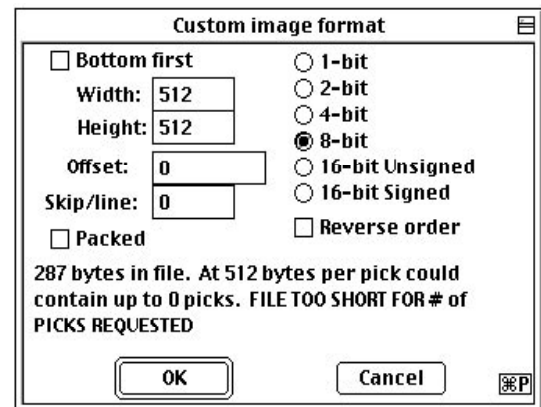 Custom image format
Bottom first
Width: 512
Height: 512
Offset: 0
Skip/line: 0
Packed
1-bit
2-bit
4-bit
8-bit
16-bit Unsigned
16-bit Signed
Reverse order
287 bytes in file. At 512 bytes per pick could
contain up to 0 picks. FILE TOO SHORT FOR # of
PICKS REQUESTED
OK
Cancel
⌘P